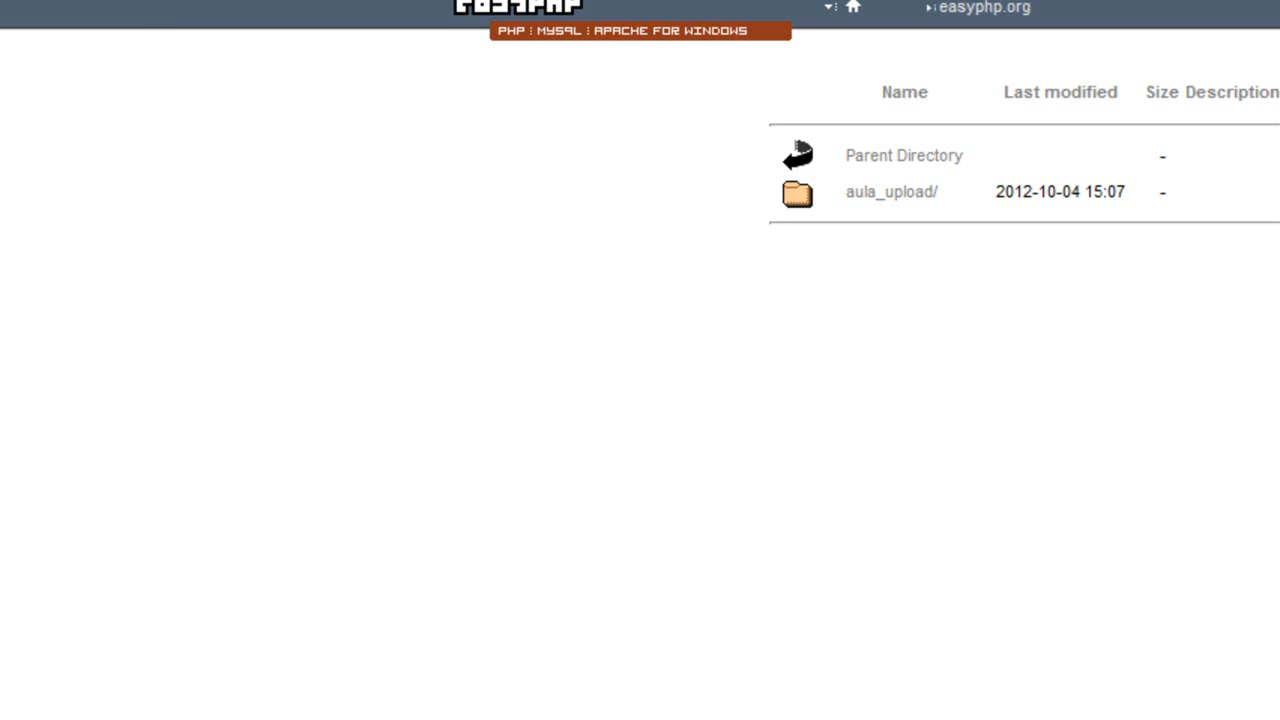 easyphp
easyphp.org
PHP : MYSQL : APACHE FOR WINDOWS
Name Last modified Size Description
Parent Directory -
aula_upload/ 2012-10-04 15:07 -